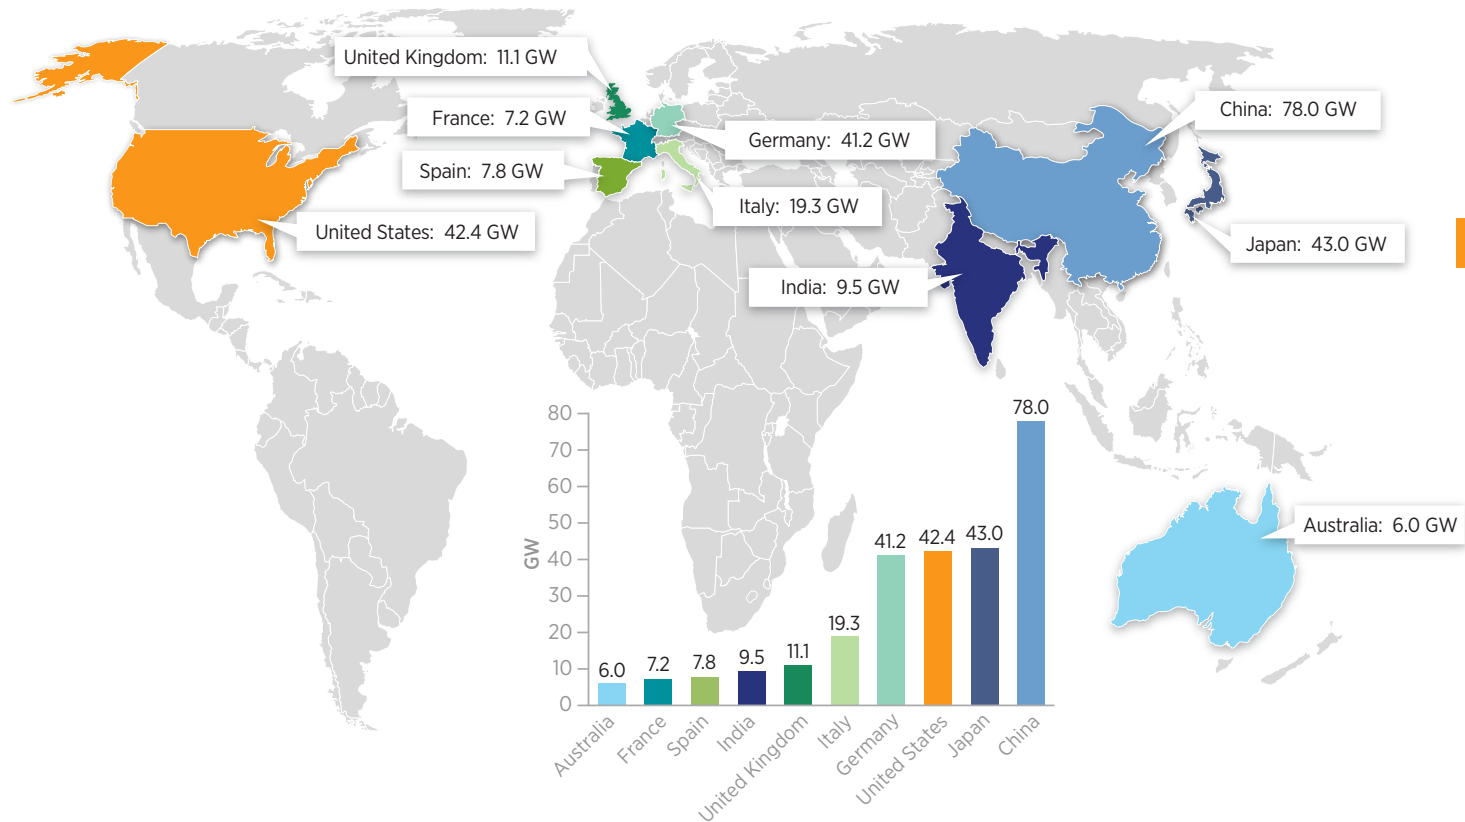 United Kingdom: 11.1 GW
France: 7.2 GW
Spain: 7.8 GW
United States: 42.4 GW
Germany: 41.2 GW
Italy: 19.3 GW
India: 9.5 GW
China: 78.0 GW
Japan: 43.0 GW
Australia: 6.0 GW
GW
80
70
60
50
40
30
20
10
0
6.0
7.2
7.8
9.5
11.1
19.3
41.2
42.4
43.0
78.0
Australia
France
Spain
India
United Kingdom
Italy
Germany
United States
Japan
China